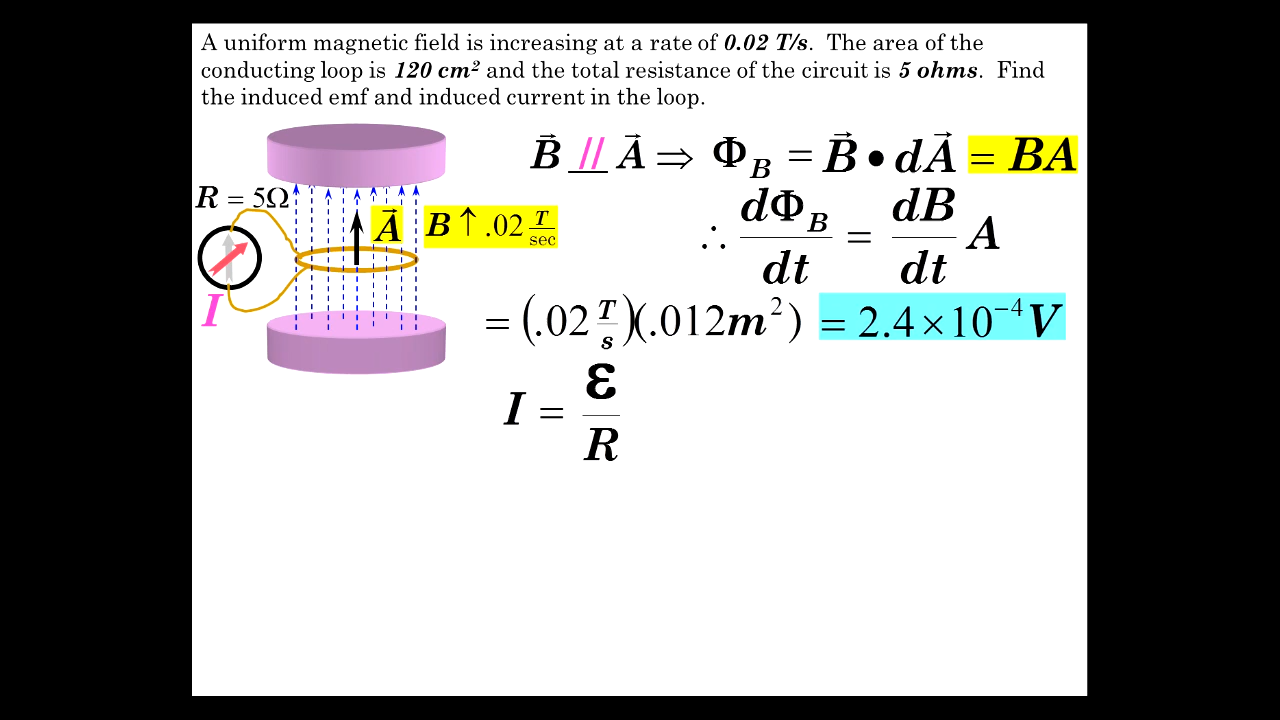 A uniform magnetic field is increasing at a rate of 0.02 T/s. The area of the
conducting loop is 120 cm² and the total resistance of the circuit is 5 ohms. Find
the induced emf and induced current in the loop.
B⃗ // A⃗ ⇒ Φ_B = B⃗ • dA⃗ = BA
R = 5Ω
A⃗
B ↑ .02 T/sec
∴ dΦ_B/dt = dB/dt A
I
= (.02 T/s)(.012m²) = 2.4×10⁻⁴ V
I = ε/R